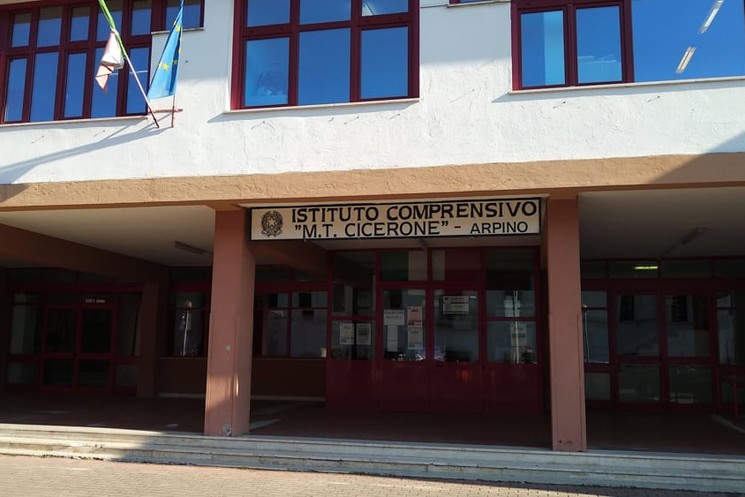 ISTITUTO COMPRENSIVO
"M.T. CICERONE" - ARPINO